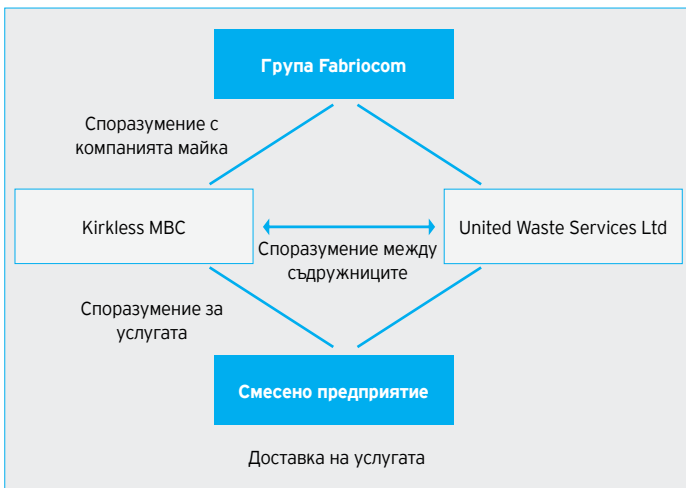 Група Fabriocom
Споразумение с
компанията майка
Kirkless MBC
United Waste Services Ltd
Споразумение между
съдружниците
Споразумение за
услугата
Смесено предприятие
Доставка на услугата